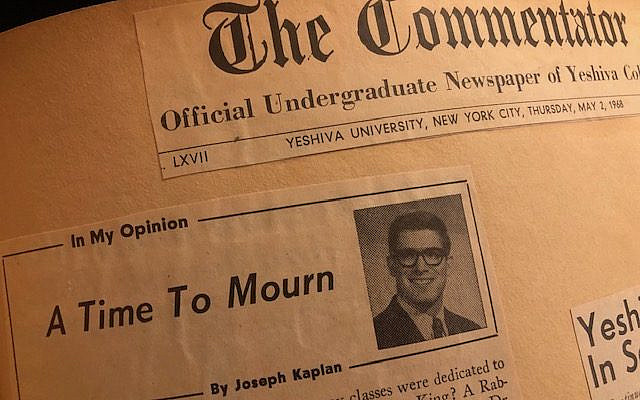 The Commentator
Official Undergraduate Newspaper of Yeshiva Col
LXVII
YESHIVA UNIVERSITY, NEW YORK CITY, THURSDAY, MAY 2, 1968
In My Opinion
A Time To Mourn
By Joseph Kaplan
classes were dedicated to
King? A Rab-
Yeshi
In S